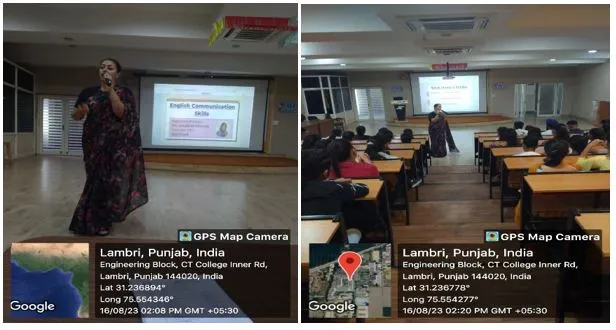 English Communication
Skills
GPS Map Camera
Lambri, Punjab, India
Engineering Block, CT College Inner Rd,
Lambri, Punjab 144020, India
Lat 31.236894°
Long 75.554346°
16/08/23 02:08 PM GMT +05:30
Google
GPS Map Camera
Lambri, Punjab, India
Engineering Block, CT College Inner Rd,
Lambri, Punjab 144020, India
Lat 31.236778°
Long 75.554277°
16/08/23 02:20 PM GMT +05:30
Google